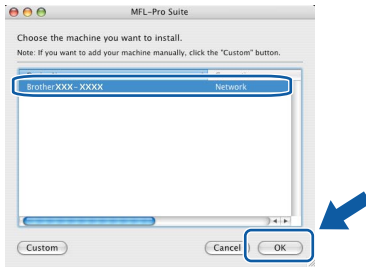 MFL-Pro Suite
Choose the machine you want to install.
Note: If you want to add your machine manually, click the "Custom" button.
BrotherXXX-XXXX Network
Custom Cancel OK